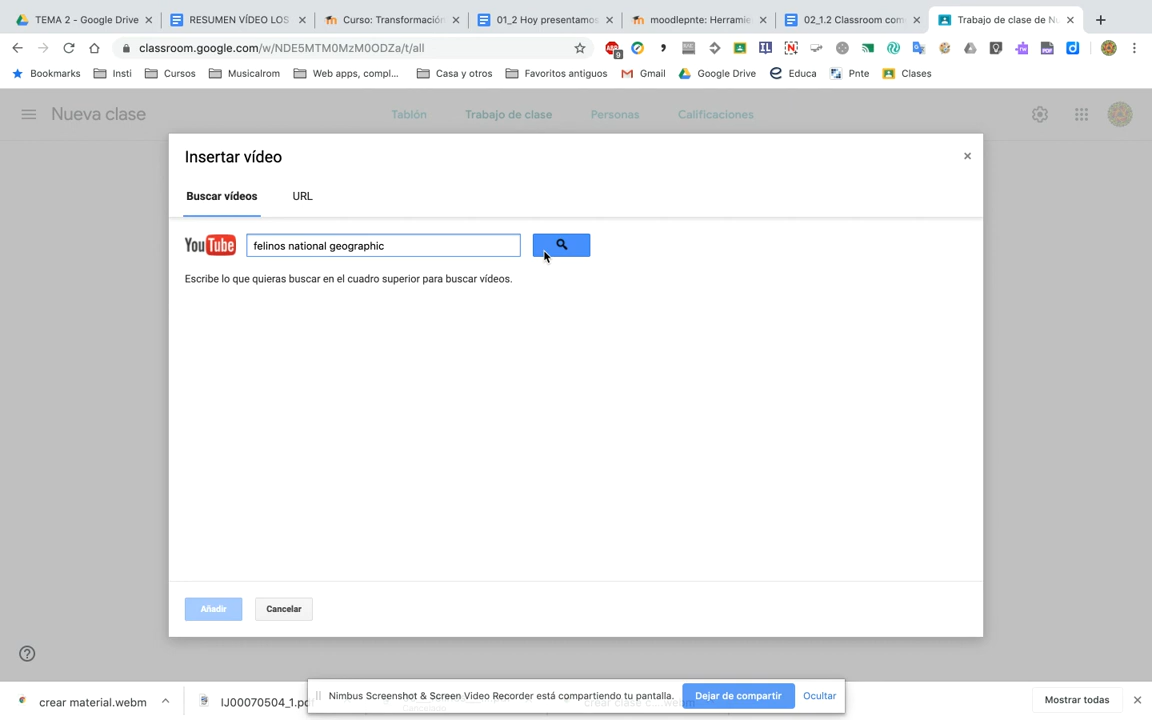 TEMA 2 - Google Drive
RESUMEN VÍDEO LOS
Curso: Transformación
01_2 Hoy presentamos
moodlepnte: Herramie
02_1.2 Classroom com
Trabajo de clase de Nu
classroom.google.com/w/NDE5MTM0MzM0ODZa/t/all
Bookmarks
Insti
Cursos
Musicalrom
Web apps, compl...
Casa y otros
Favoritos antiguos
Gmail
Google Drive
Educa
Pnte
Clases
Nueva clase
Tablón
Trabajo de clase
Personas
Calificaciones
Insertar vídeo
Buscar vídeos
URL
YouTube
felinos national geographic
Escribe lo que quieras buscar en el cuadro superior para buscar vídeos.
Añadir
Cancelar
Nimbus Screenshot & Screen Video Recorder está compartiendo tu pantalla.
Dejar de compartir
Ocultar
crear material.webm
IJ00070504_1.pd
Mostrar todas